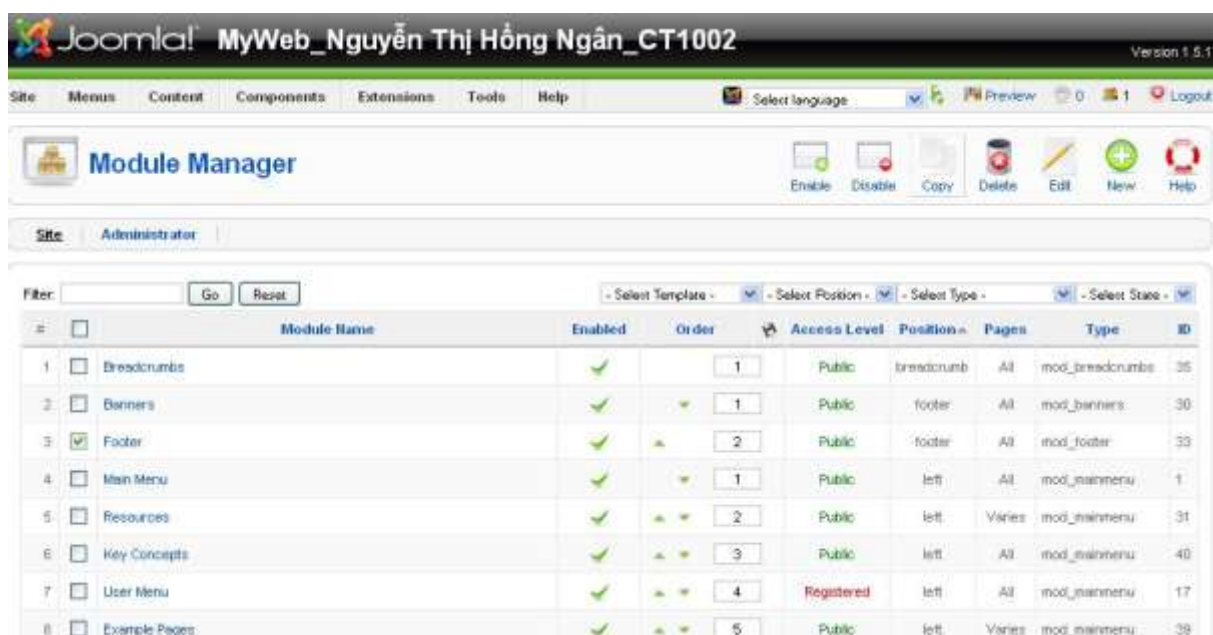 Joomla! MyWeb_Nguyễn Thị Hồng Ngân_CT1002
Version 1.5.1
Site Menus Content Components Extensions Tools Help Select language Preview 0 1 Logout
Module Manager
Enable Disable Copy Delete Edit New Help
Site Administrator
Filter: Go Reset - Select Template - - Select Position - - Select Type - - Select State -
# Module Name Enabled Order Access Level Position Pages Type ID
1 Breadcrumbs 1 Public breadcrumb All mod_breadcrumbs 35
2 Banners 1 Public footer All mod_banners 30
3 Footer 2 Public footer All mod_footer 33
4 Main Menu 1 Public left All mod_mainmenu 1
5 Resources 2 Public left Varies mod_mainmenu 31
6 Key Concepts 3 Public left All mod_mainmenu 40
7 User Menu 4 Registered left All mod_mainmenu 17
8 Example Pages 5 Public left Varies mod_mainmenu 39